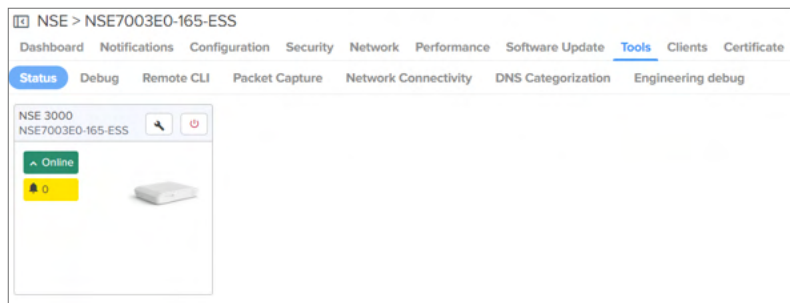 NSE > NSE7003E0-165-ESS
Dashboard Notifications Configuration Security Network Performance Software Update Tools Clients Certificate
Status Debug Remote CLI Packet Capture Network Connectivity DNS Categorization Engineering debug
NSE 3000
NSE7003E0-165-ESS
Online
0